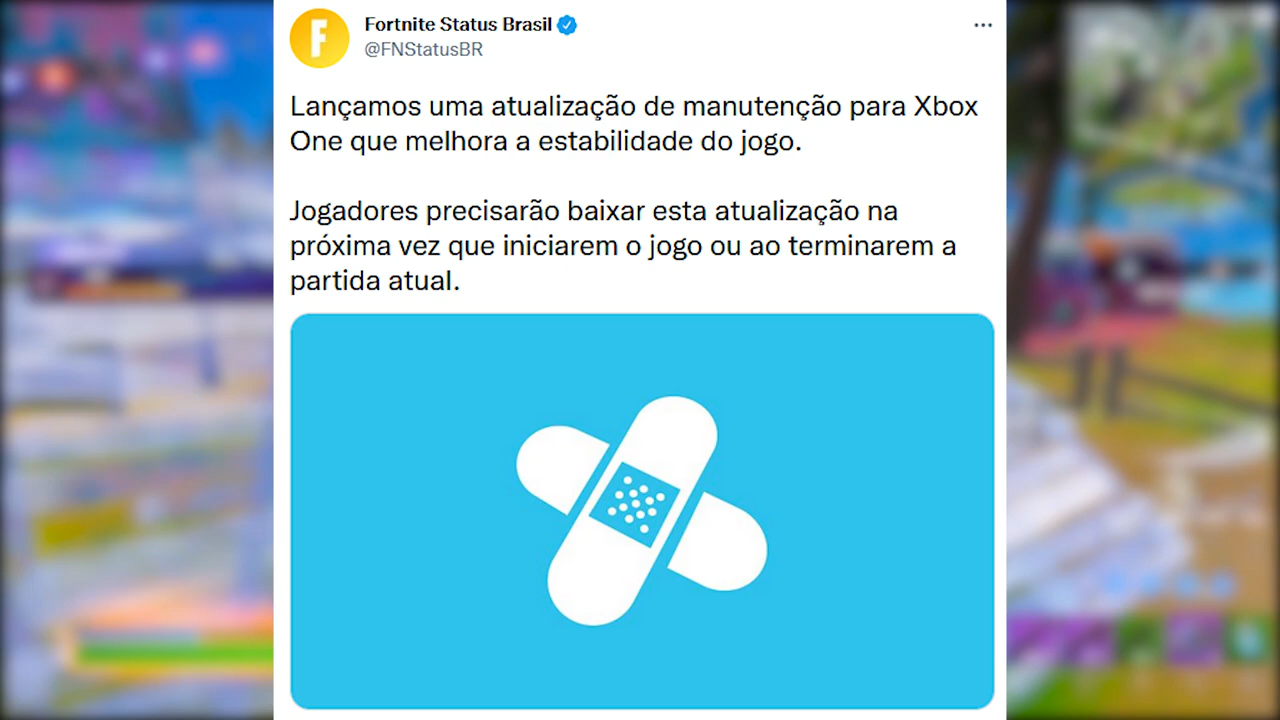 Fortnite Status Brasil
@FNStatusBR
Lançamos uma atualização de manutenção para Xbox
One que melhora a estabilidade do jogo.
Jogadores precisarão baixar esta atualização na
próxima vez que iniciarem o jogo ou ao terminarem a
partida atual.